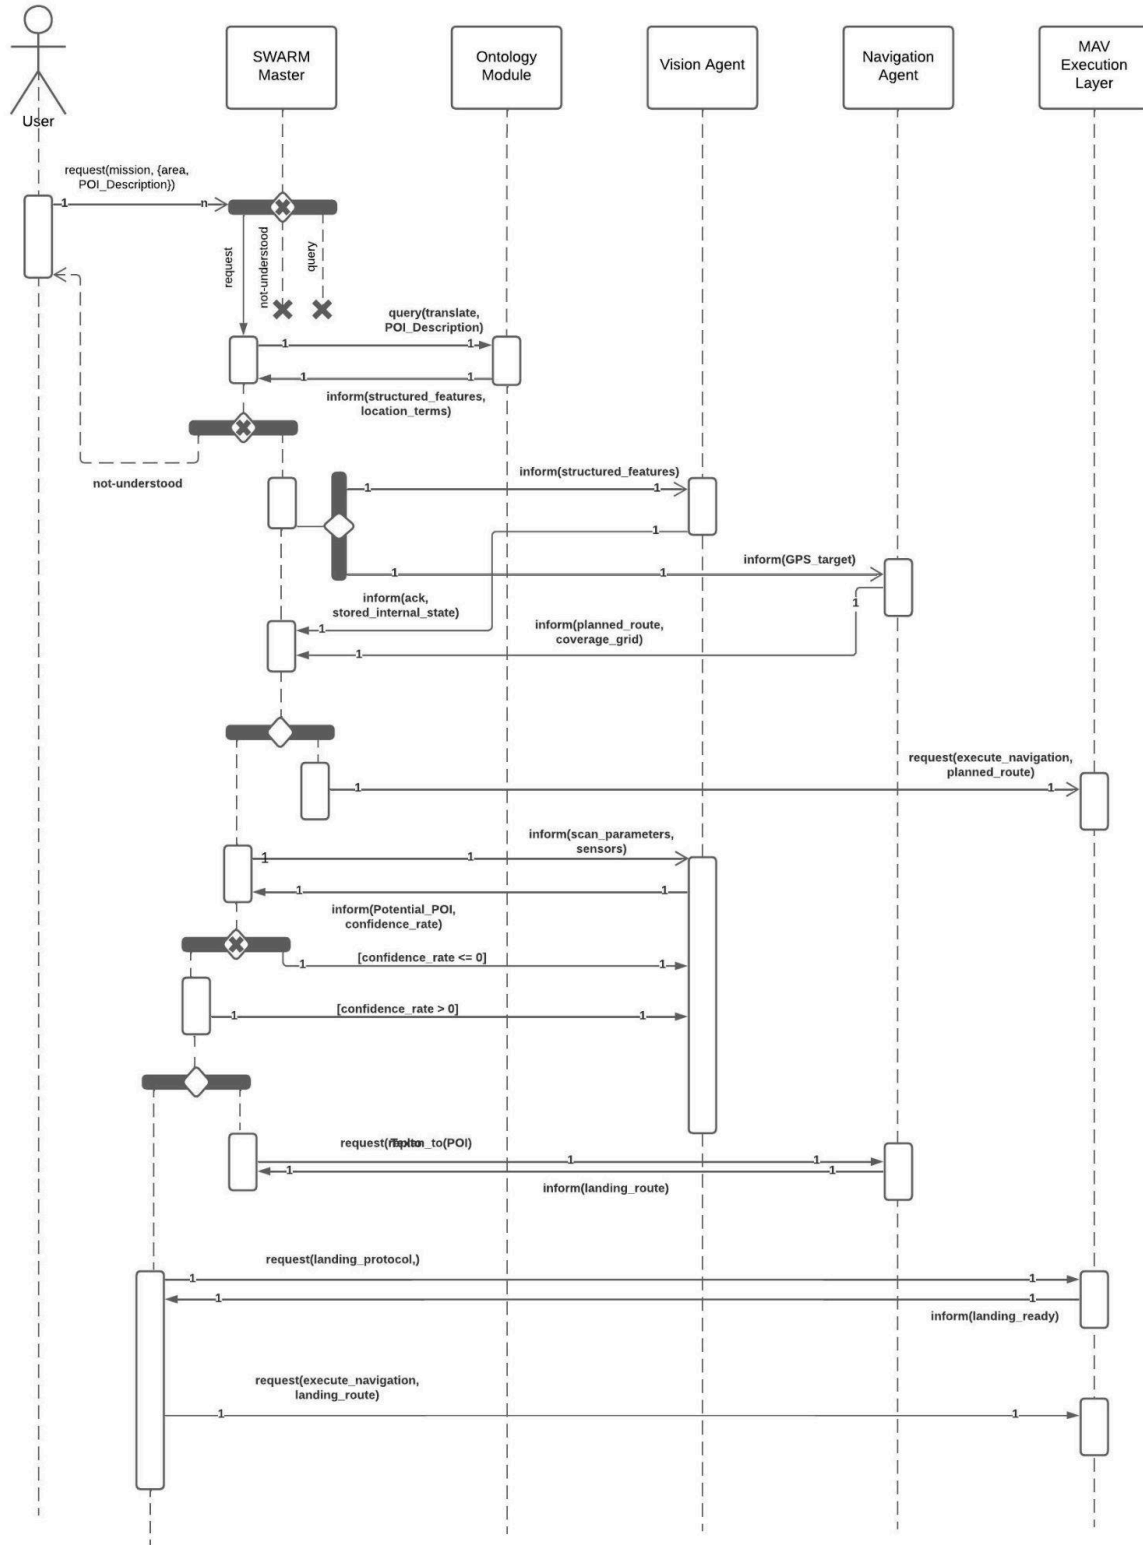 SWARM
Master
Ontology
Module
Vision Agent
Navigation
Agent
MAV
Execution
Layer
User
request(mission, {area,
POI_Description})
1
n
request
not-understood
query
query(translate,
POI_Description)
1
1
1
1
inform(structured_features,
location_terms)
not-understood
inform(structured_features)
1
1
1
inform(GPS_target)
1
1
1
inform(ack,
stored_internal_state)
1
inform(planned_route,
coverage_grid)
1
request(execute_navigation,
planned_route)
1
1
inform(scan_parameters,
sensors)
1
1
1
1
inform(Potential_POI,
confidence_rate)
[confidence_rate <= 0]
1
1
[confidence_rate > 0]
1
1
_to(POI)
1
1
1
1
inform(landing_route)
request(landing_protocol,)
1
1
1
1
inform(landing_ready)
request(execute_navigation,
landing_route)
1
1